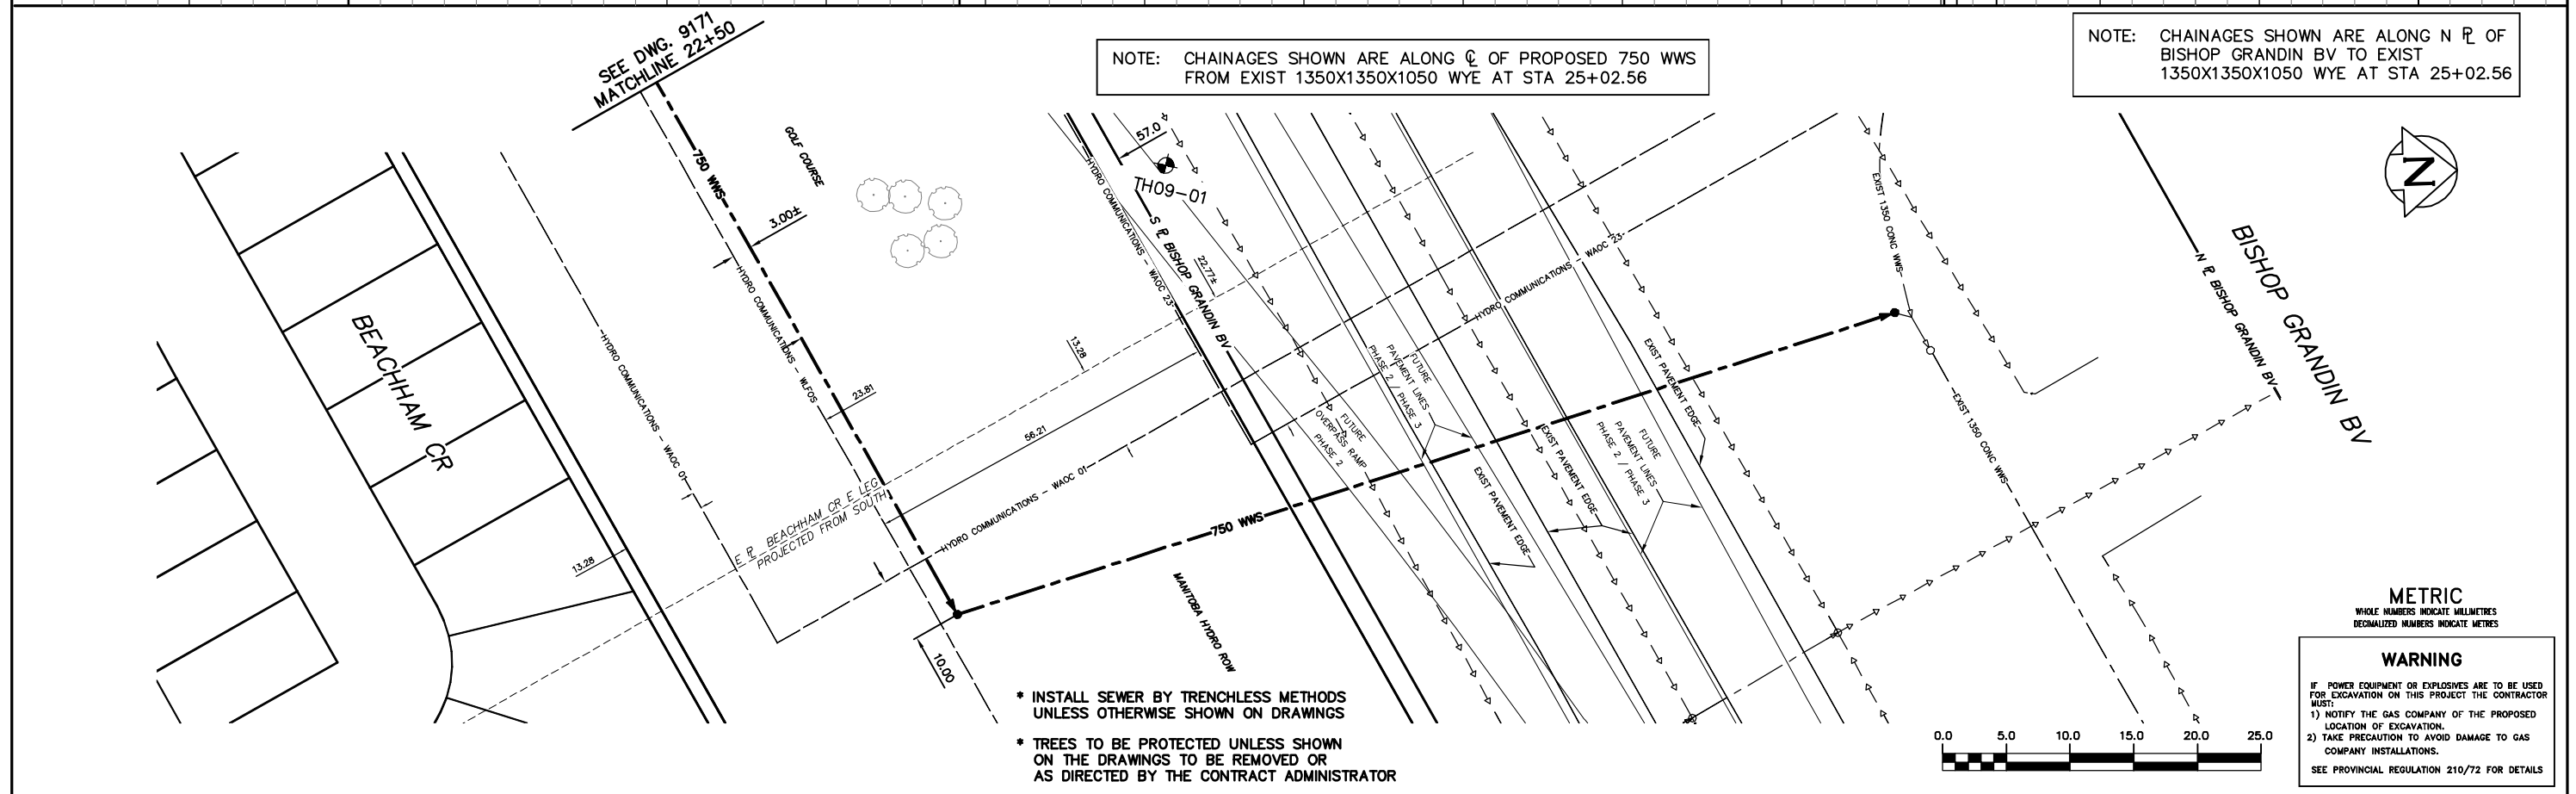 SEE DWG. 9171
MATCHLINE 22+50
NOTE: CHAINAGES SHOWN ARE ALONG ℄ OF PROPOSED 750 WWS
FROM EXIST 1350X1350X1050 WYE AT STA 25+02.56
NOTE: CHAINAGES SHOWN ARE ALONG N ⅊ OF
BISHOP GRANDIN BV TO EXIST
1350X1350X1050 WYE AT STA 25+02.56
750 WWS
GOLF COURSE
3.00±
HYDRO COMMUNICATIONS - WLFOS
HYDRO COMMUNICATIONS - WAOC 01
BEACHHAM CR
23.81
13.28
56.21
13.28
E ⅊ BEACHHAM CR E LEG
PROJECTED FROM SOUTH
HYDRO COMMUNICATIONS - WAOC 01
10.00
57.0
TH09-01
HYDRO COMMUNICATIONS - WAOC 23
S ⅊ BISHOP GRANDIN BV
22.77±
750 WWS
MANITOBA HYDRO ROW
FUTURE
OVERPASS RAMP
PHASE 2
FUTURE
PAVEMENT LINES
PHASE 2 / PHASE 3
HYDRO COMMUNICATIONS - WAOC 23
EXIST PAVEMENT EDGE
EXIST PAVEMENT EDGE
FUTURE
PAVEMENT LINES
PHASE 2 / PHASE 3
EXIST PAVEMENT EDGE
EXIST 1350 CONC WWS
EXIST 1350 CONC WWS
N ⅊ BISHOP GRANDIN BV
BISHOP GRANDIN BV
N
* INSTALL SEWER BY TRENCHLESS METHODS
UNLESS OTHERWISE SHOWN ON DRAWINGS
* TREES TO BE PROTECTED UNLESS SHOWN
ON THE DRAWINGS TO BE REMOVED OR
AS DIRECTED BY THE CONTRACT ADMINISTRATOR
0.0 5.0 10.0 15.0 20.0 25.0
METRIC
WHOLE NUMBERS INDICATE MILLIMETRES
DECIMALIZED NUMBERS INDICATE METRES
WARNING
IF POWER EQUIPMENT OR EXPLOSIVES ARE TO BE USED
FOR EXCAVATION ON THIS PROJECT THE CONTRACTOR
MUST:
1) NOTIFY THE GAS COMPANY OF THE PROPOSED
LOCATION OF EXCAVATION.
2) TAKE PRECAUTION TO AVOID DAMAGE TO GAS
COMPANY INSTALLATIONS.
SEE PROVINCIAL REGULATION 210/72 FOR DETAILS